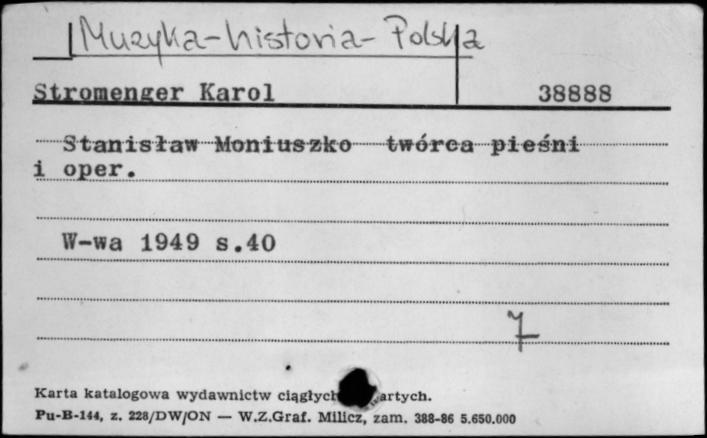 Muzyka-historia-Polska
Stromenger Karol 38888
Stanisław Moniuszko twórca pieśni
i oper.
W-wa 1949 s.40
7
Karta katalogowa wydawnictw
Pu-B-144, z. 228/DW/ON — W.Z.Graf. Milicz, zam. 388-86 5.650.000